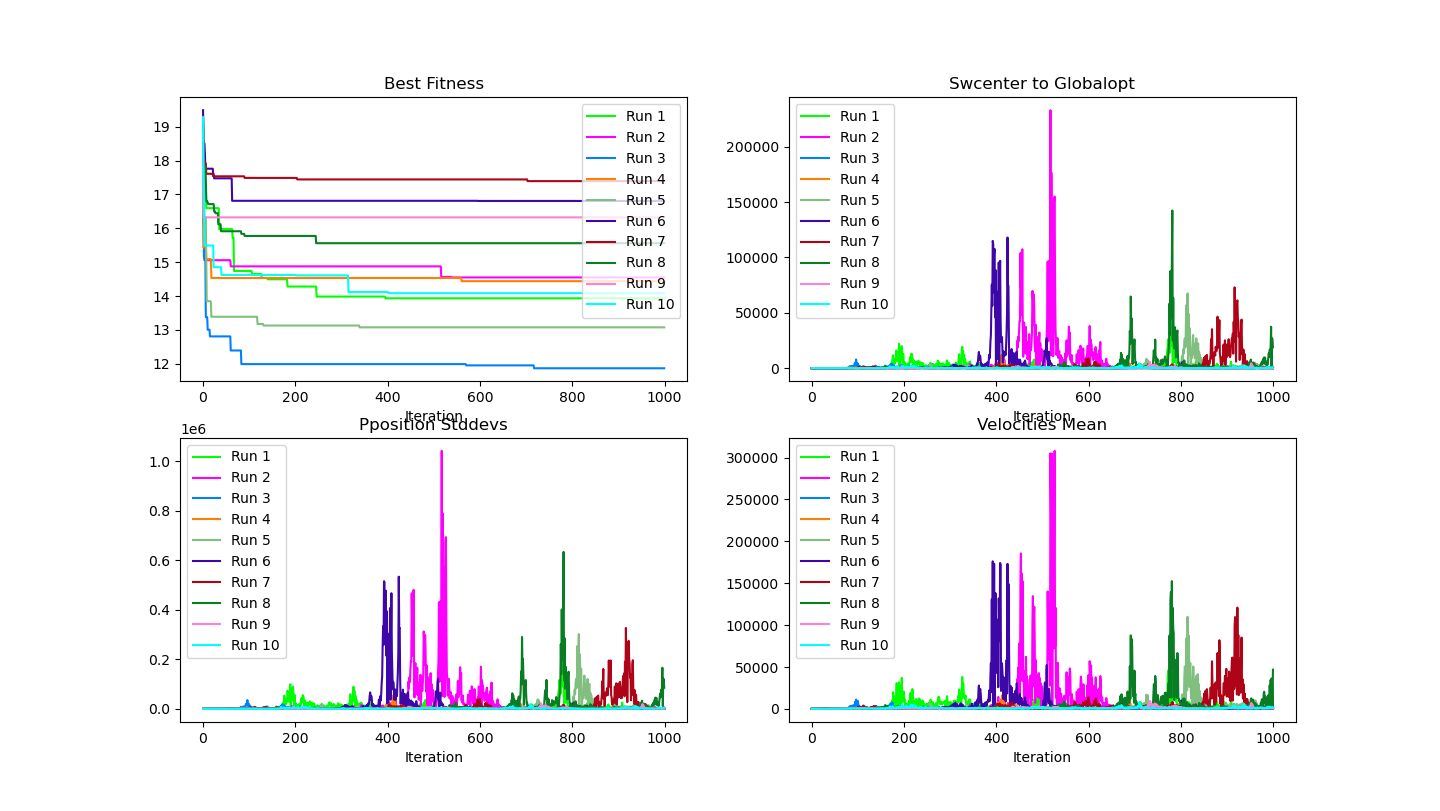 Best Fitness
19
18
17
16
15
14
13
12
0
200
400
600
800
1000
Iteration
Run 1
Run 2
Run 3
Run 4
Run 5
Run 6
Run 7
Run 8
Run 9
Run 10
Swcenter to Globalopt
200000
150000
100000
50000
0
0
200
400
600
800
1000
Iteration
Run 1
Run 2
Run 3
Run 4
Run 5
Run 6
Run 7
Run 8
Run 9
Run 10
Pposition Stddevs
1e6
1.0
0.8
0.6
0.4
0.2
0.0
0
200
400
600
800
1000
Iteration
Run 1
Run 2
Run 3
Run 4
Run 5
Run 6
Run 7
Run 8
Run 9
Run 10
Velocities Mean
300000
250000
200000
150000
100000
50000
0
0
200
400
600
800
1000
Iteration
Run 1
Run 2
Run 3
Run 4
Run 5
Run 6
Run 7
Run 8
Run 9
Run 10